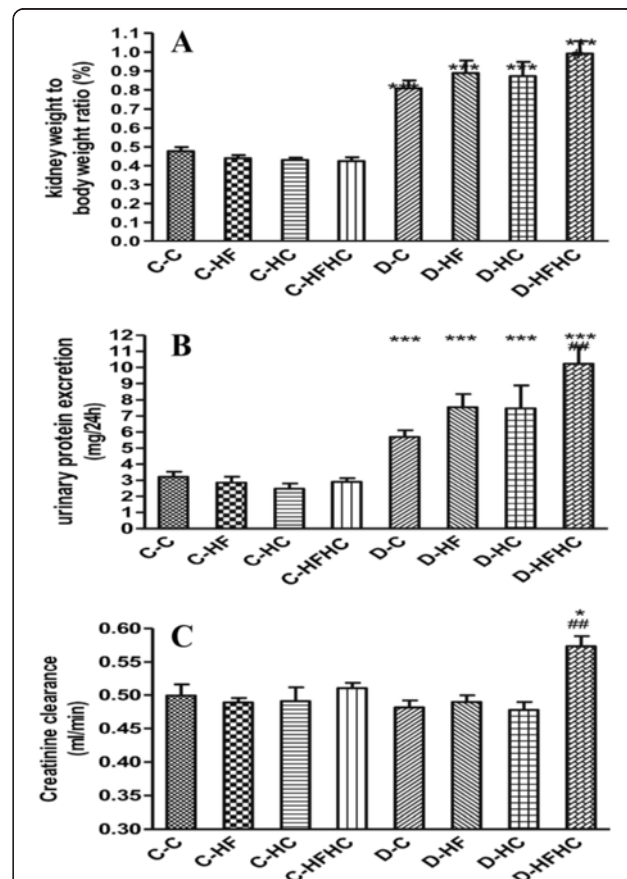 A
kidney weight to
body weight ratio (%)
1.1
1.0
0.9
0.8
0.7
0.6
0.5
0.4
0.3
0.2
0.1
0.0
*** *** *** ***
#
C-C C-HF C-HC C-HFHC D-C D-HF D-HC D-HFHC
B
urinary protein excretion
(mg/24h)
12
11
10
9
8
7
6
5
4
3
2
1
0
*** *** *** ***
##
C-C C-HF C-HC C-HFHC D-C D-HF D-HC D-HFHC
C
Creatinine clearance
(ml/min)
0.60
0.55
0.50
0.45
0.40
0.30
*
##
C-C C-HF C-HC C-HFHC D-C D-HF D-HC D-HFHC